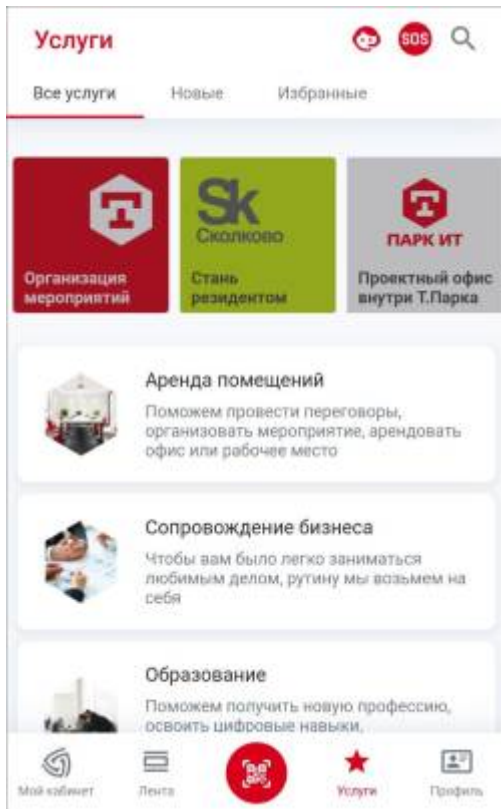 Услуги
SOS
Все услуги
Новые
Избранные
Т
Организация
мероприятий
Sk
Сколково
Стань
резидентом
Т
ПАРК ИТ
Проектный офис
внутри Т.Парка
Аренда помещений
Поможем провести переговоры,
организовать мероприятие, арендовать
офис или рабочее место
Сопровождение бизнеса
Чтобы вам было легко заниматься
любимым делом, рутину мы возьмем на
себя
Образование
Поможем получить новую профессию,
освоить цифровые навыки,
Мой кабинет
Лента
Услуги
Профиль